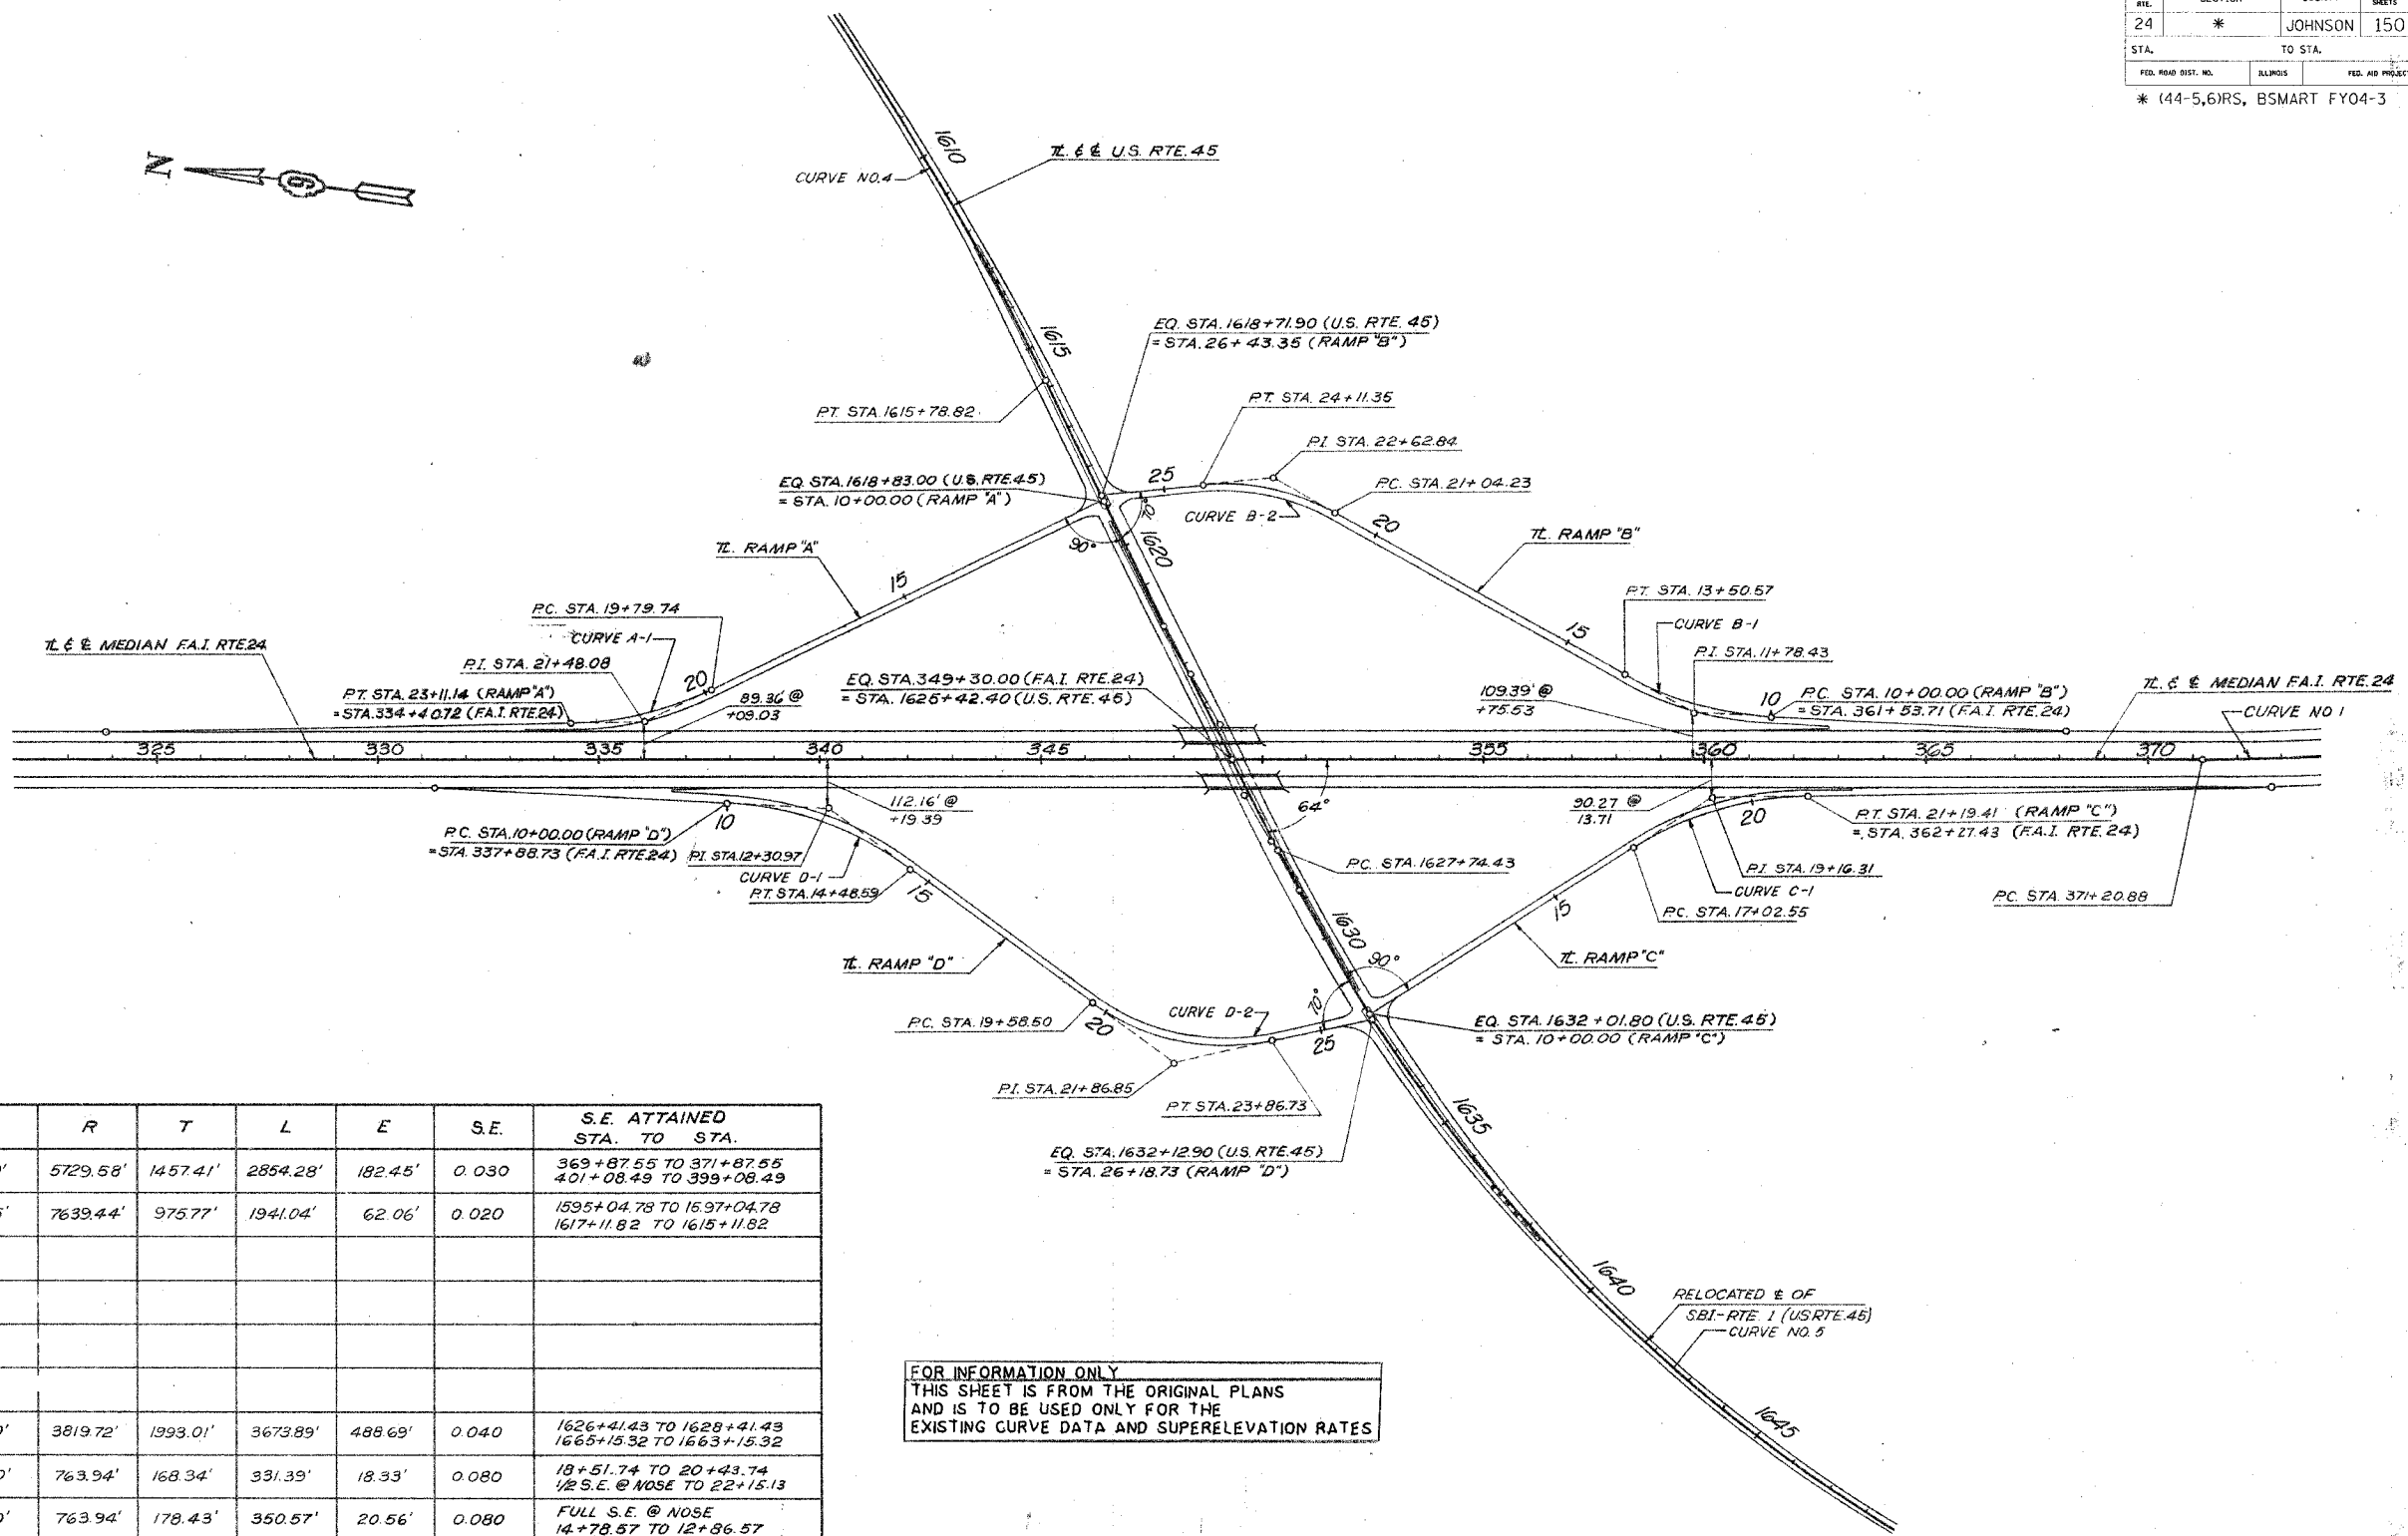 RTE.
SHEETS
24 * JOHNSON 150
STA. TO STA.
FED. ROAD DIST. NO. ILLINOIS FED. AID PROJECT
* (44-5,6)RS, BSMART FY04-3
N
1610
℄ U.S. RTE. 45
CURVE NO. 4
1615
EQ. STA. 1618+71.90 (U.S. RTE. 45)
= STA. 26+43.35 (RAMP "B")
P.T. STA. 1615+78.82
P.T. STA. 24+11.35
P.I. STA. 22+62.84
EQ. STA. 1618+83.00 (U.S. RTE. 45)
= STA. 10+00.00 (RAMP "A")
25
P.C. STA. 21+04.23
CURVE B-2
20
70°
90°
1620
RAMP "A"
RAMP "B"
15
P.T. STA. 13+50.57
P.C. STA. 19+79.74
CURVE A-1
15
CURVE B-1
℄ MEDIAN F.A.I. RTE. 24
P.I. STA. 21+48.08
P.I. STA. 11+78.43
20
P.T. STA. 23+11.14 (RAMP "A")
= STA. 334+40.72 (F.A.I. RTE. 24)
89.36 @
+09.03
EQ. STA. 349+30.00 (F.A.I. RTE. 24)
= STA. 1625+42.40 (U.S. RTE. 45)
109.39' @
+75.53
10
P.C. STA. 10+00.00 (RAMP "B")
= STA. 361+53.71 (F.A.I. RTE. 24)
℄ MEDIAN F.A.I. RTE. 24
CURVE NO 1
325 330 335 340 345 355 360 365 370
64°
112.16' @
+19.39
90.27 @
13.71
10
P.C. STA. 10+00.00 (RAMP "D")
= STA. 337+88.73 (F.A.I. RTE. 24)
P.I. STA. 12+30.97
CURVE D-1
P.T. STA. 14+48.59
15
20
P.T. STA. 21+19.41 (RAMP "C")
= STA. 362+27.43 (F.A.I. RTE. 24)
P.C. STA. 1627+74.43
P.I. STA. 19+16.31
CURVE C-1
P.C. STA. 17+02.55
P.C. STA. 371+20.88
15
1630
90°
RAMP "D"
RAMP "C"
70°
P.C. STA. 19+58.50
20
CURVE D-2
25
EQ. STA. 1632+01.80 (U.S. RTE. 45)
= STA. 10+00.00 (RAMP "C")
P.I. STA. 21+86.85
P.T. STA. 23+86.73
1635
EQ. STA. 1632+12.90 (U.S. RTE. 45)
= STA. 26+18.73 (RAMP "D")
1640
RELOCATED ℄ OF
S.B.I.-RTE. 1 (US RTE. 45)
CURVE NO. 5
1645
R T L E S.E. S.E. ATTAINED
STA. TO STA.
5729.58' 1457.41' 2854.28' 182.45' 0.030 369+87.55 TO 371+87.55
401+08.49 TO 399+08.49
7639.44' 975.77' 1941.04' 62.06' 0.020 1595+04.78 TO 1597+04.78
1617+11.82 TO 1615+11.82
3819.72' 1993.01' 3673.89' 488.69' 0.040 1626+41.43 TO 1628+41.43
1665+15.32 TO 1663+15.32
763.94' 168.34' 331.39' 18.33' 0.080 18+51.74 TO 20+43.74
1/2 S.E. @ NOSE TO 22+15.13
763.94' 178.43' 350.57' 20.56' 0.080 FULL S.E. @ NOSE
14+78.57 TO 12+86.57
FOR INFORMATION ONLY
THIS SHEET IS FROM THE ORIGINAL PLANS
AND IS TO BE USED ONLY FOR THE
EXISTING CURVE DATA AND SUPERELEVATION RATES